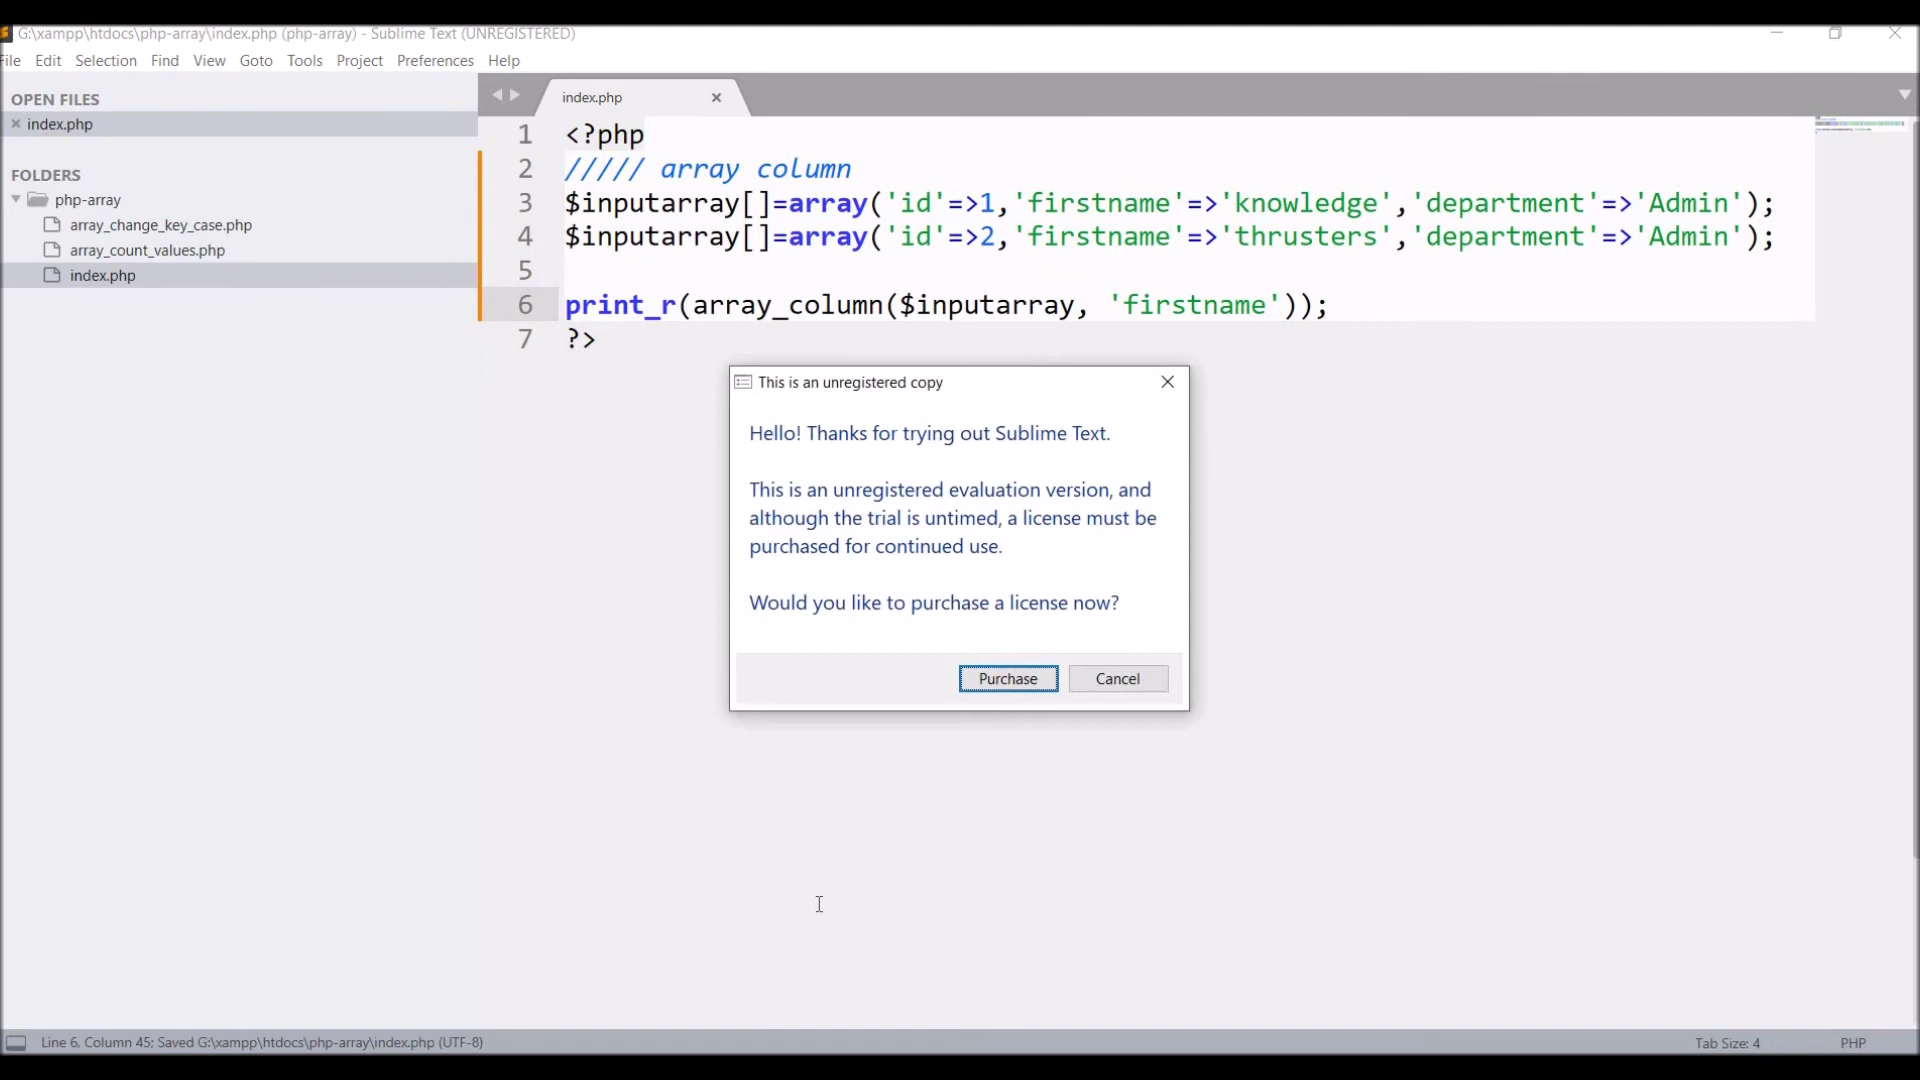 G:\xampp\htdocs\php-array\index.php (php-array) - Sublime Text (UNREGISTERED)
File Edit Selection Find View Goto Tools Project Preferences Help
OPEN FILES
index.php
FOLDERS
php-array
array_change_key_case.php
array_count_values.php
index.php
index.php
1 <?php
2 ///// array column
3 $inputarray[]=array('id'=>1,'firstname'=>'knowledge','department'=>'Admin');
4 $inputarray[]=array('id'=>2,'firstname'=>'thrusters','department'=>'Admin');
5
6 print_r(array_column($inputarray, 'firstname'));
7 ?>
This is an unregistered copy
Hello! Thanks for trying out Sublime Text.
This is an unregistered evaluation version, and
although the trial is untimed, a license must be
purchased for continued use.
Would you like to purchase a license now?
Purchase Cancel
Line 6, Column 45; Saved G:\xampp\htdocs\php-array\index.php (UTF-8) Tab Size: 4 PHP